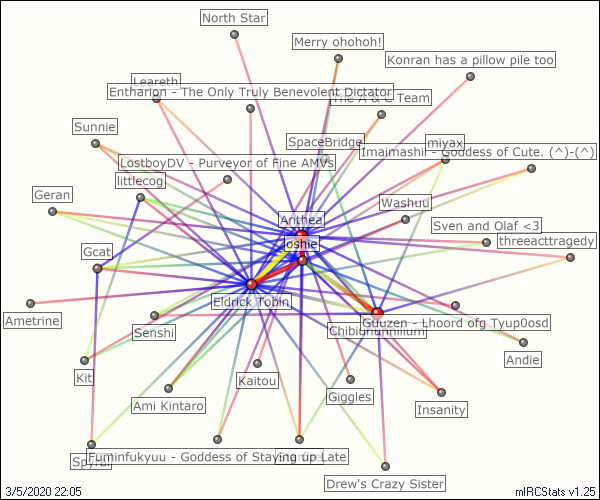 North Star
Merry ohohoh!
Konran has a pillow pile too
Leareth
Entharion - The Only Truly Benevolent Dictator
The A & C Team
Sunnie
SpaceBridge
miyax
Imaimashii - Goddess of Cute. (^)-(^)
LostboyDV - Purveyor of Fine AMVs
littlecog
Geran
Washuu
Anthea
Sven and Olaf <3
Joshie
threeacttragedy
Gcat
Eldrick Tobin
Ametrine
Senshi
Guuzen - Lhoord ofg Tyup0osd
Andie
Kit
Kaitou
Giggles
Ami Kintaro
Insanity
Spyral
Fuminfukyuu - Goddess of Staying up Late
Drew's Crazy Sister
3/5/2020 22:05
mIRCStats v1.25